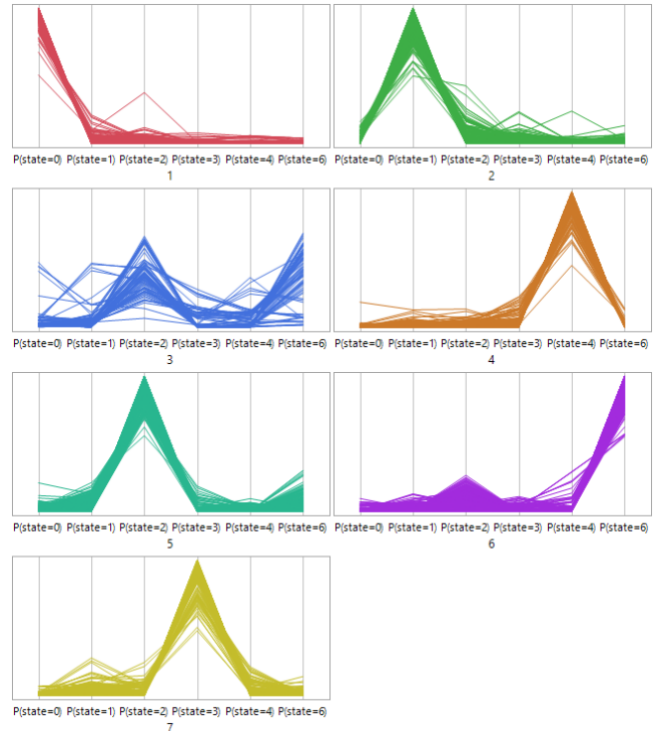 P(state=0) P(state=1) P(state=2) P(state=3) P(state=4) P(state=6)
1
P(state=0) P(state=1) P(state=2) P(state=3) P(state=4) P(state=6)
2
P(state=0) P(state=1) P(state=2) P(state=3) P(state=4) P(state=6)
3
P(state=0) P(state=1) P(state=2) P(state=3) P(state=4) P(state=6)
4
P(state=0) P(state=1) P(state=2) P(state=3) P(state=4) P(state=6)
5
P(state=0) P(state=1) P(state=2) P(state=3) P(state=4) P(state=6)
6
P(state=0) P(state=1) P(state=2) P(state=3) P(state=4) P(state=6)
7